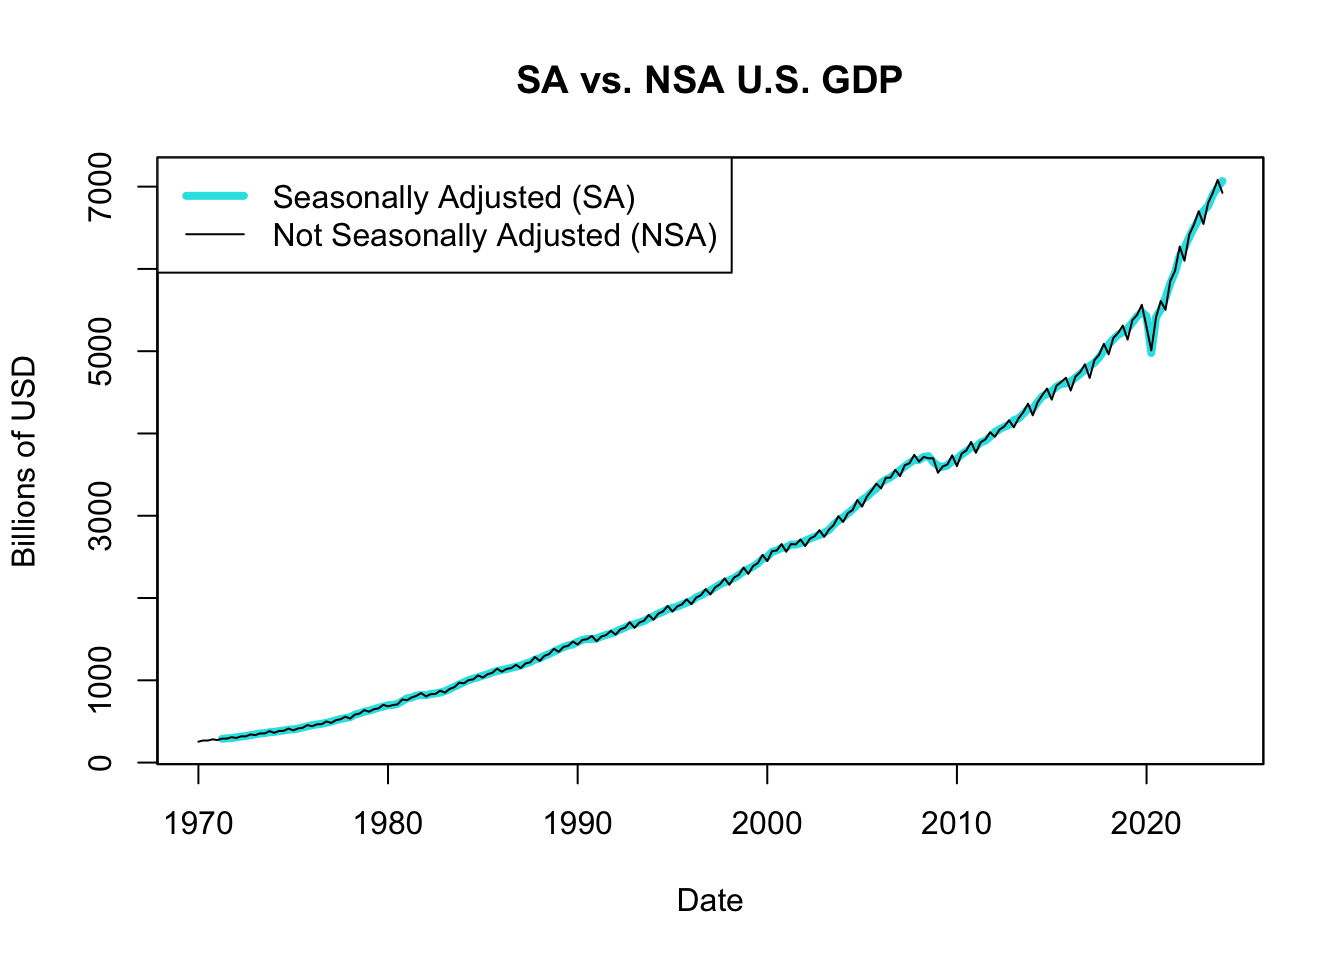 SA vs. NSA U.S. GDP
Seasonally Adjusted (SA)
Not Seasonally Adjusted (NSA)
Billions of USD
7000
5000
3000
1000
0
1970 1980 1990 2000 2010 2020
Date